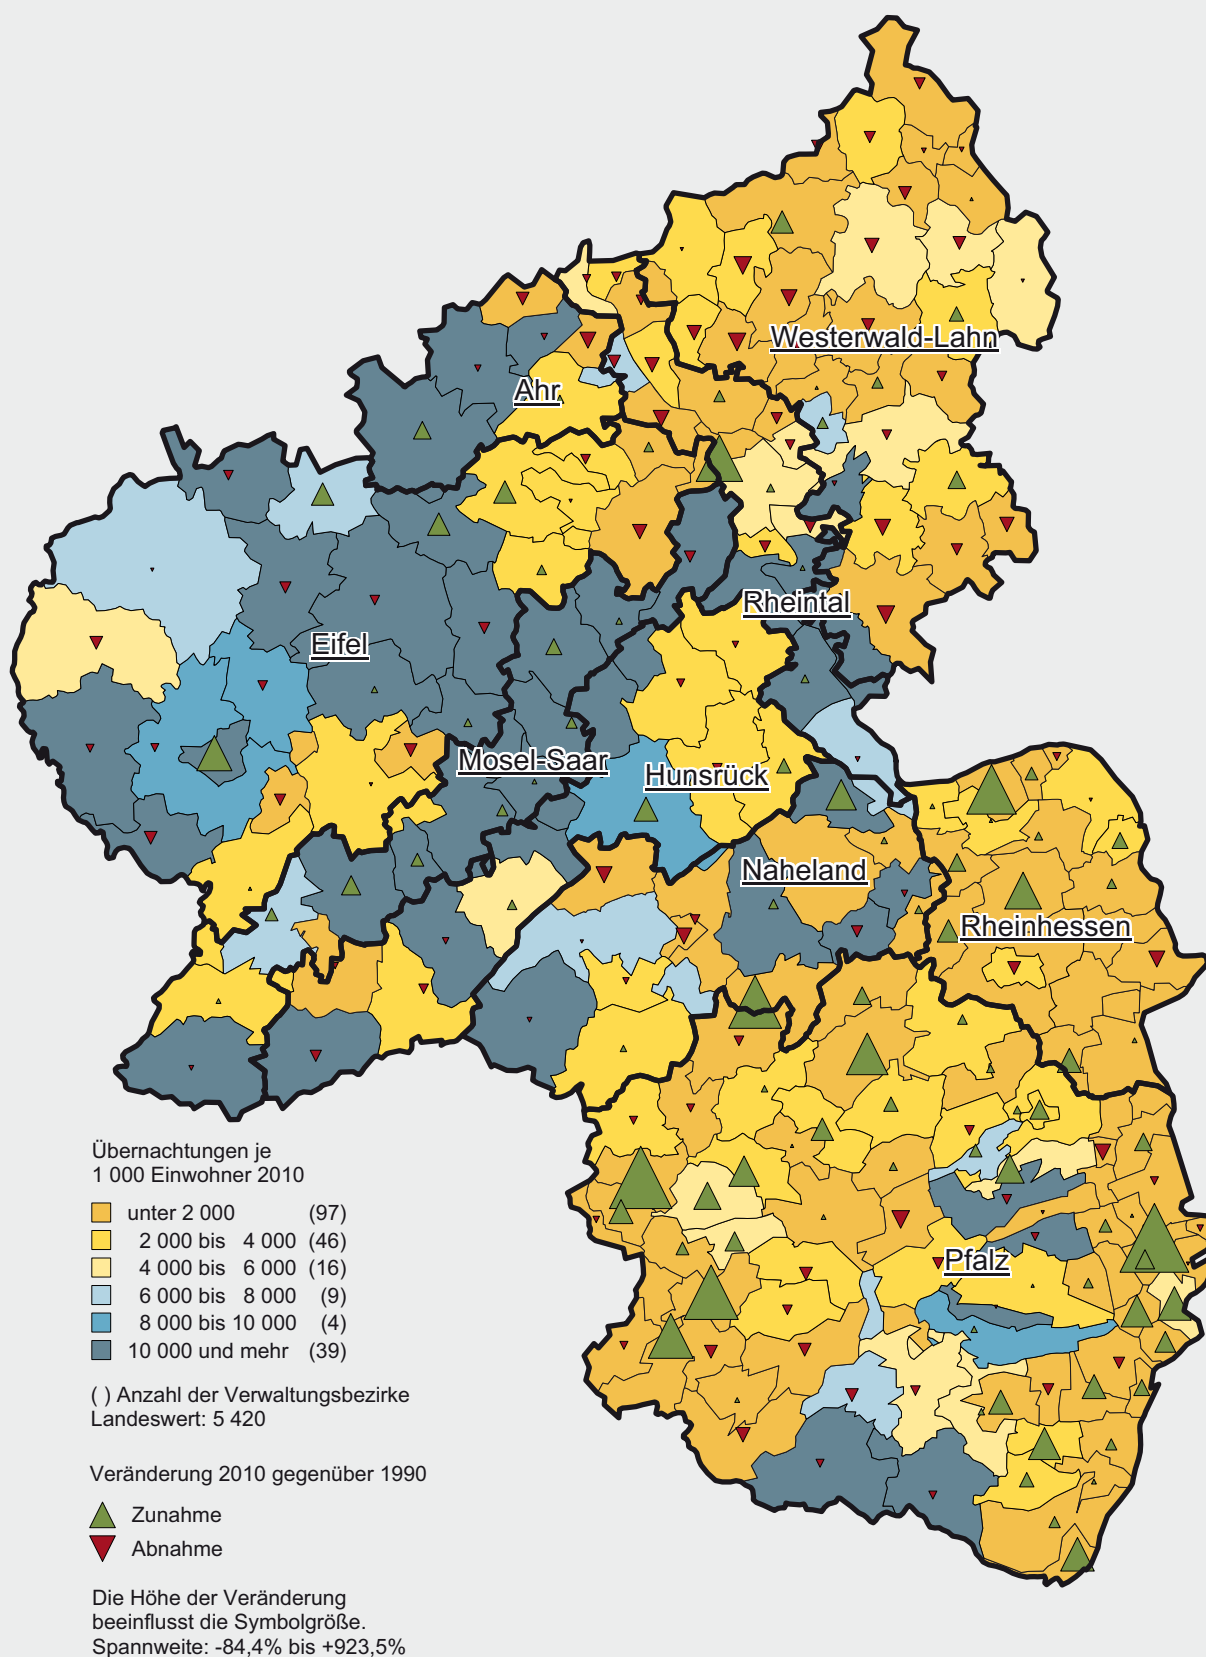 Westerwald-Lahn
Ahr
Rheintal
Eifel
Mosel-Saar
Hunsrück
Naheland
Rheinhessen
Pfalz
Übernachtungen je
1 000 Einwohner 2010
unter 2 000 (97)
2 000 bis 4 000 (46)
4 000 bis 6 000 (16)
6 000 bis 8 000 (9)
8 000 bis 10 000 (4)
10 000 und mehr (39)
( ) Anzahl der Verwaltungsbezirke
Landeswert: 5 420
Veränderung 2010 gegenüber 1990
Zunahme
Abnahme
Die Höhe der Veränderung
beeinflusst die Symbolgröße.
Spannweite: -84,4% bis +923,5%